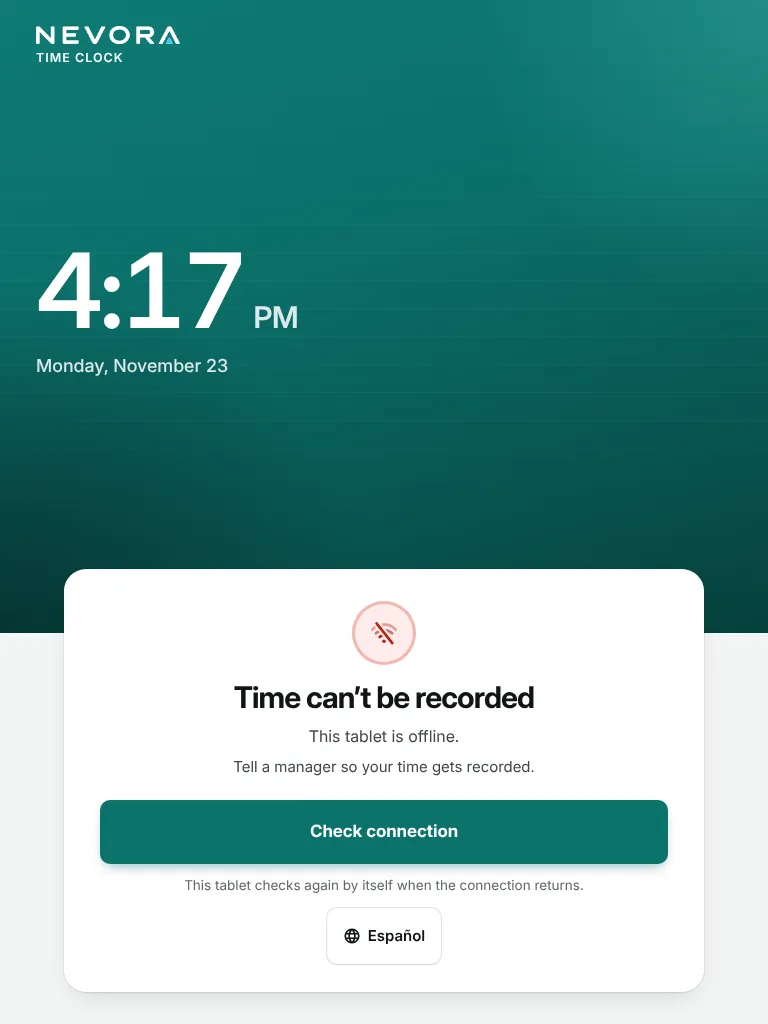 NEVORA
TIME CLOCK
4:17 PM
Monday, November 23
Time can’t be recorded
This tablet is offline.
Tell a manager so your time gets recorded.
Check connection
This tablet checks again by itself when the connection returns.
Español